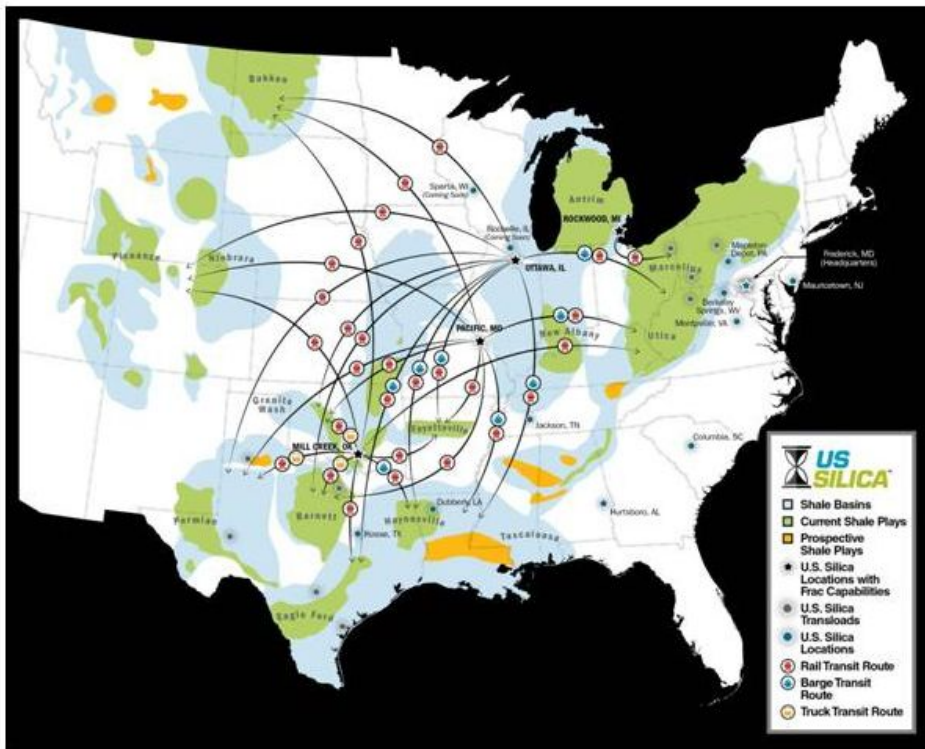 Bakken
Sparta, WI
(Coming Soon)
Antrim
ROCKWOOD, MI
Rochelle, IL
(Coming Soon)
OTTAWA, IL
Mapleton
Depot, PA
Frederick, MD
(Headquarters)
Marcellus
Mauricetown, NJ
Berkeley
Springs, WV
Montpelier, VA
Piceance
Niobrara
PACIFIC, MO
New Albany
Utica
Granite
Wash
Fayetteville
Jackson, TN
MILL CREEK, OK
Columbia, SC
Dubberly, LA
Hurtsboro, AL
Permian
Barnett
Haynesville
Tuscaloosa
Eagle Ford
US
SILICA
Shale Basins
Current Shale Plays
Prospective
Shale Plays
U.S. Silica
Locations with
Frac Capabilities
U.S. Silica
Transloads
U.S. Silica
Locations
Rail Transit Route
Barge Transit
Route
Truck Transit Route